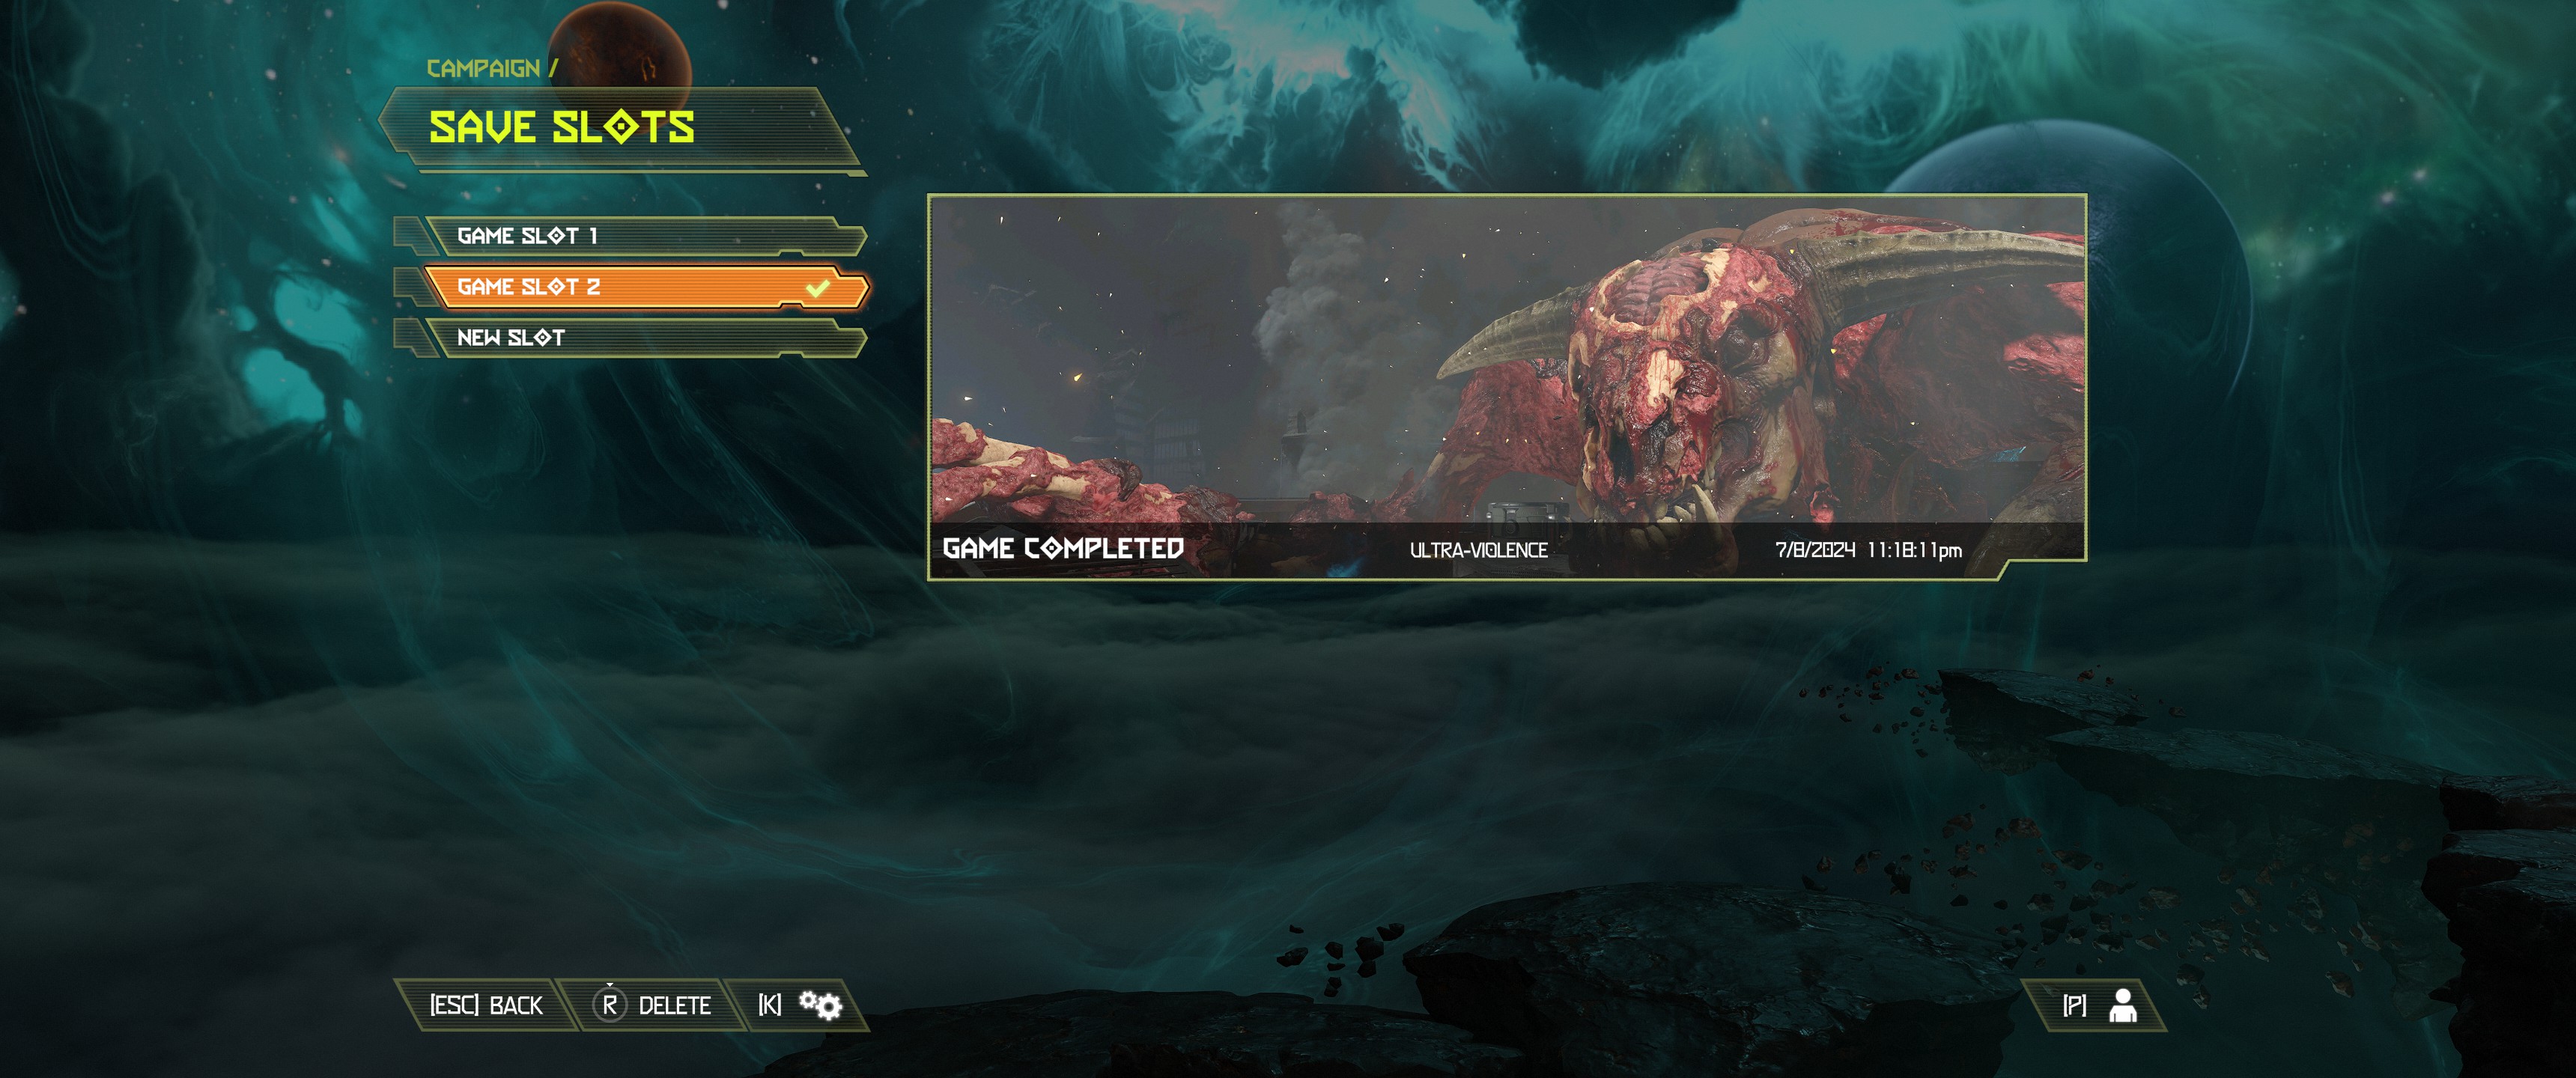 CAMPAIGN /
SAVE SLOTS
GAME SLOT 1
GAME SLOT 2
NEW SLOT
GAME COMPLETED
ULTRA-VIOLENCE
7/8/2024 11:18:11pm
[ESC] BACK
R DELETE
[K]
[P]